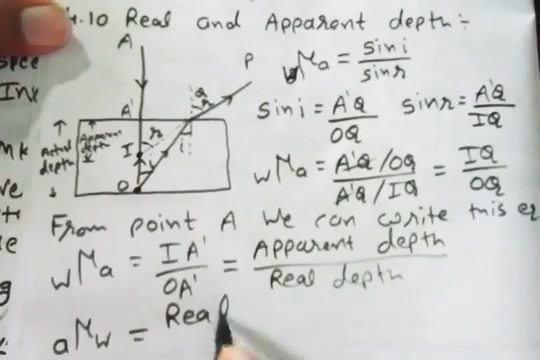 4.10 Real and Apparent depth :-
A
P
wμa = sin i / sin r
sin i = A'Q / OQ   sin r = A'Q / IQ
A'
Q
r
r
i
I
O
Actual depth
Apparent depth
wμa = A'Q / OQ / A'Q / IQ = IQ / OQ
From point A we can write this eq
wμa = IA' / OA' = Apparent depth / Real depth
aμw = Real